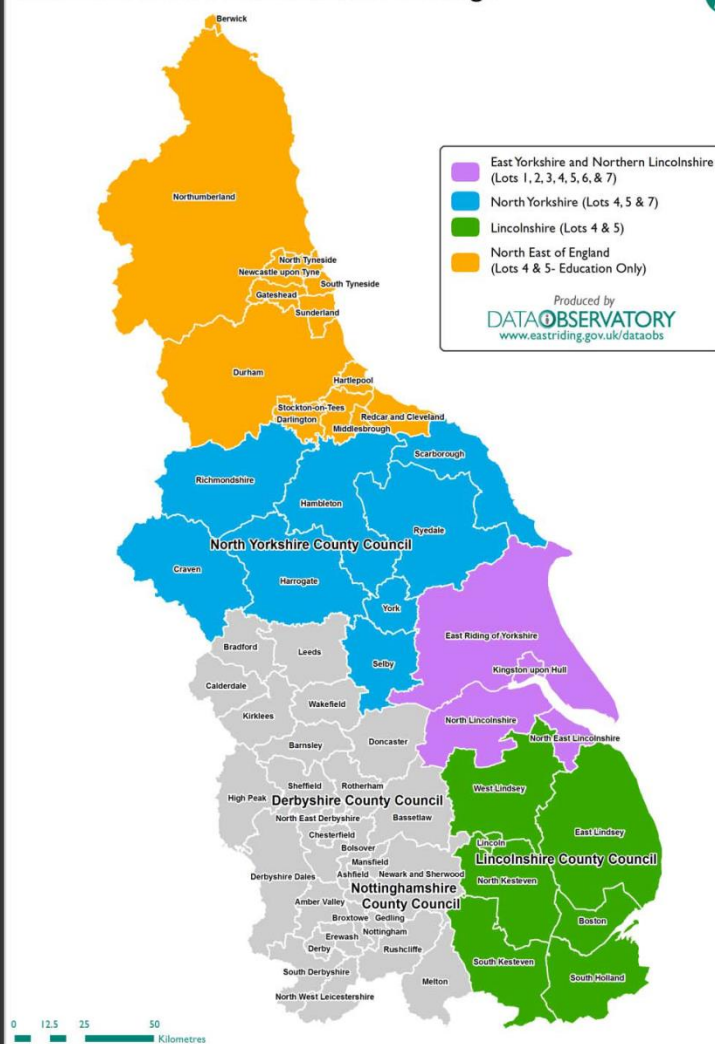 Berwick
Northumberland
North Tyneside
Newcastle upon Tyne
South Tyneside
Gateshead
Sunderland
Durham
Hartlepool
Stockton-on-Tees
Redcar and Cleveland
Darlington
Middlesbrough
Scarborough
Richmondshire
Hambleton
Ryedale
North Yorkshire County Council
Craven
Harrogate
York
East Riding of Yorkshire
Bradford
Leeds
Selby
Kingston upon Hull
Calderdale
Wakefield
Kirklees
North Lincolnshire
North East Lincolnshire
Barnsley
Doncaster
Sheffield
Rotherham
West Lindsey
High Peak
Derbyshire County Council
North East Derbyshire
Bassetlaw
Chesterfield
East Lindsey
Bolsover
Lincoln
Mansfield
Lincolnshire County Council
Derbyshire Dales
Ashfield
Newark and Sherwood
North Kesteven
Nottinghamshire
County Council
Amber Valley
Broxtowe
Gedling
Boston
Erewash
Nottingham
Derby
Rushcliffe
South Kesteven
South Derbyshire
Melton
South Holland
North West Leicestershire
East Yorkshire and Northern Lincolnshire
(Lots 1, 2, 3, 4, 5, 6, & 7)
North Yorkshire (Lots 4, 5 & 7)
Lincolnshire (Lots 4 & 5)
North East of England
(Lots 4 & 5- Education Only)
Produced by
DATA OBSERVATORY
www.eastriding.gov.uk/dataobs
0 12.5 25 50
Kilometres